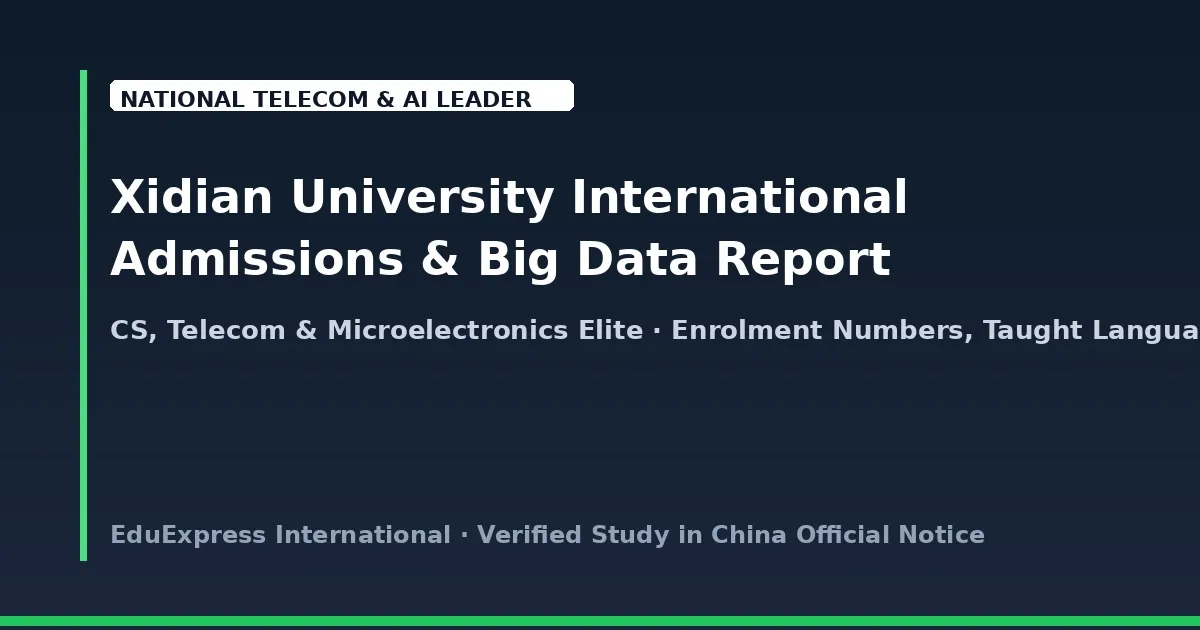 NATIONAL TELECOM & AI LEADER
Xidian University International
Admissions & Big Data Report
CS, Telecom & Microelectronics Elite · Enrolment Numbers, Taught Langua
EduExpress International · Verified Study in China Official Notice